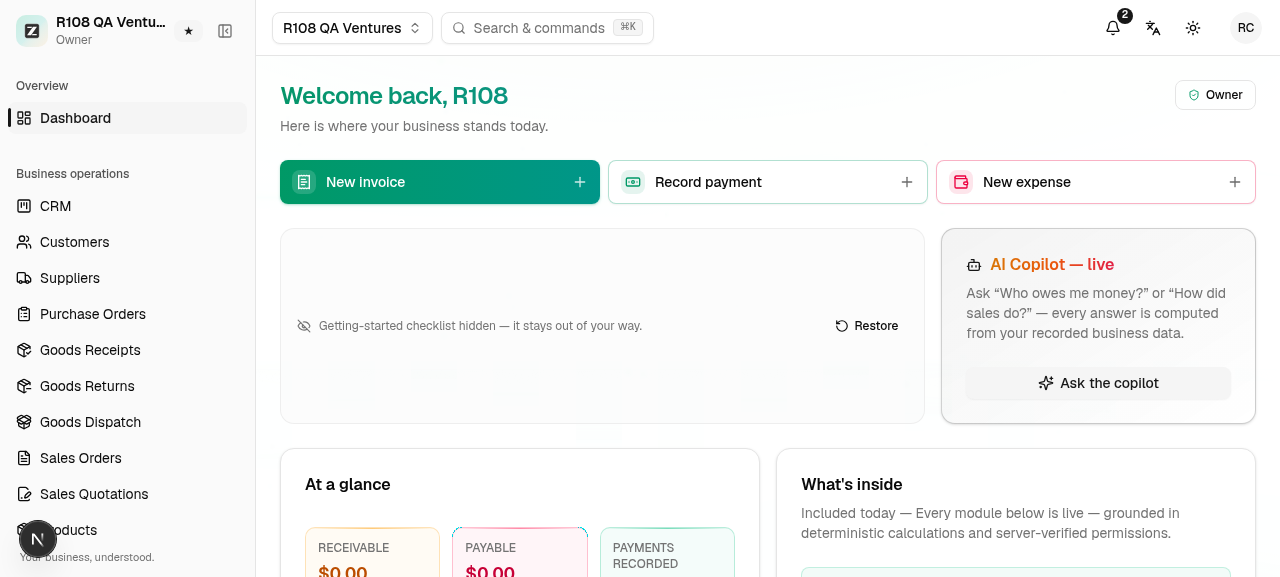 R108 QA Ventu...
Owner
★
Overview
Dashboard
Business operations
CRM
Customers
Suppliers
Purchase Orders
Goods Receipts
Goods Returns
Goods Dispatch
Sales Orders
Sales Quotations
oducts
N
Your business, understood.
R108 QA Ventures
Search & commands ⌘K
2
RC
Welcome back, R108
Owner
Here is where your business stands today.
New invoice
Record payment
New expense
Getting-started checklist hidden — it stays out of your way.
Restore
AI Copilot — live
Ask “Who owes me money?” or “How did
sales do?” — every answer is computed
from your recorded business data.
Ask the copilot
At a glance
RECEIVABLE
$0.00
PAYABLE
$0.00
PAYMENTS
RECORDED
What's inside
Included today — Every module below is live — grounded in
deterministic calculations and server-verified permissions.